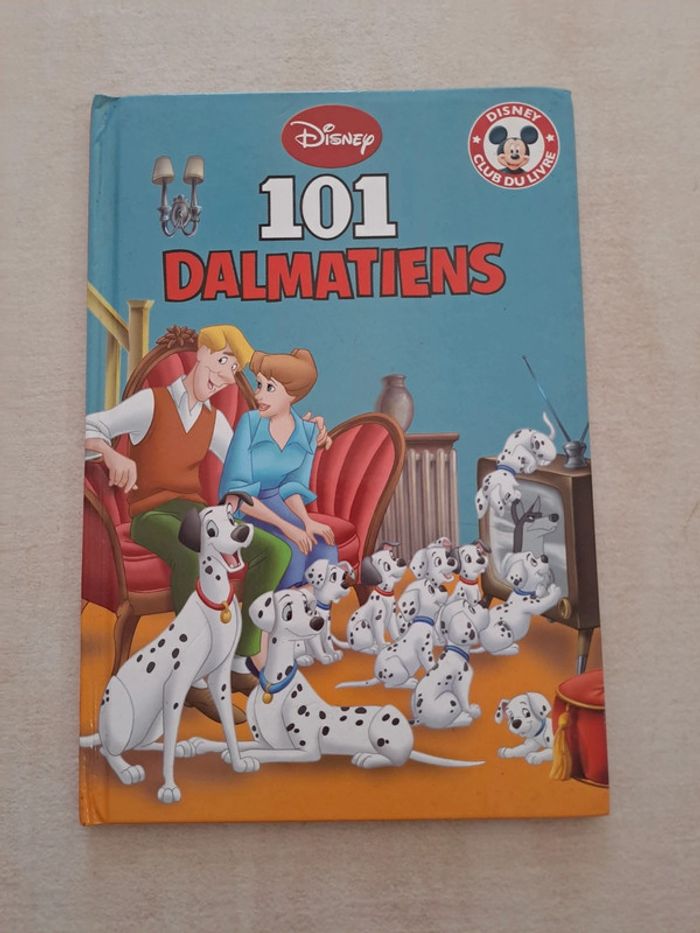 Disney
DISNEY
CLUB DU LIVRE
101
DALMATIENS